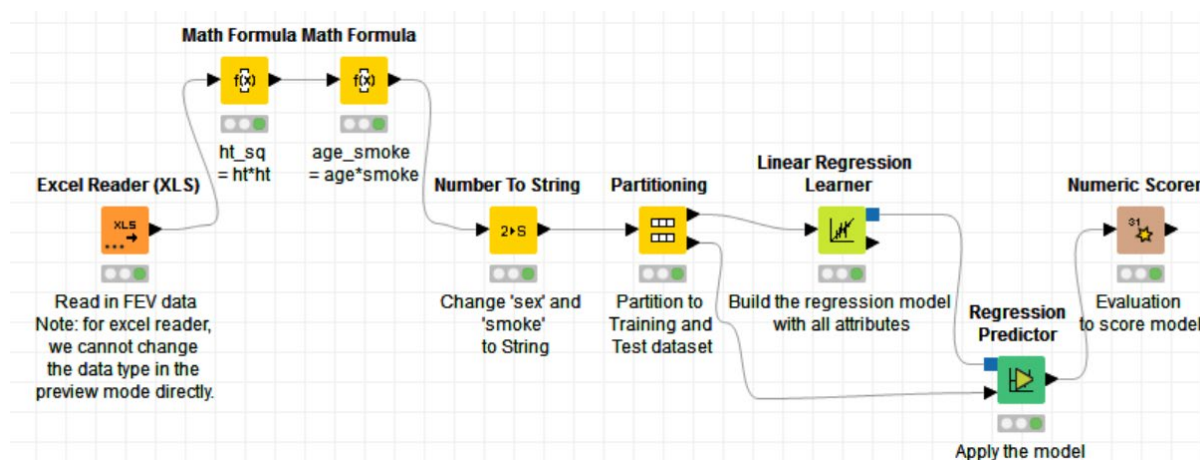 Math Formula Math Formula
f(x)
f(x)
ht_sq
= ht*ht
age_smoke
= age*smoke
Excel Reader (XLS)
XLS
Read in FEV data
Note: for excel reader,
we cannot change
the data type in the
preview mode directly.
Number To String
2 S
Change 'sex' and
'smoke'
to String
Partitioning
Partition to
Training and
Test dataset
Linear Regression
Learner
Build the regression model
with all attributes
Regression
Predictor
Apply the model
Numeric Scorer
31
Evaluation
to score model